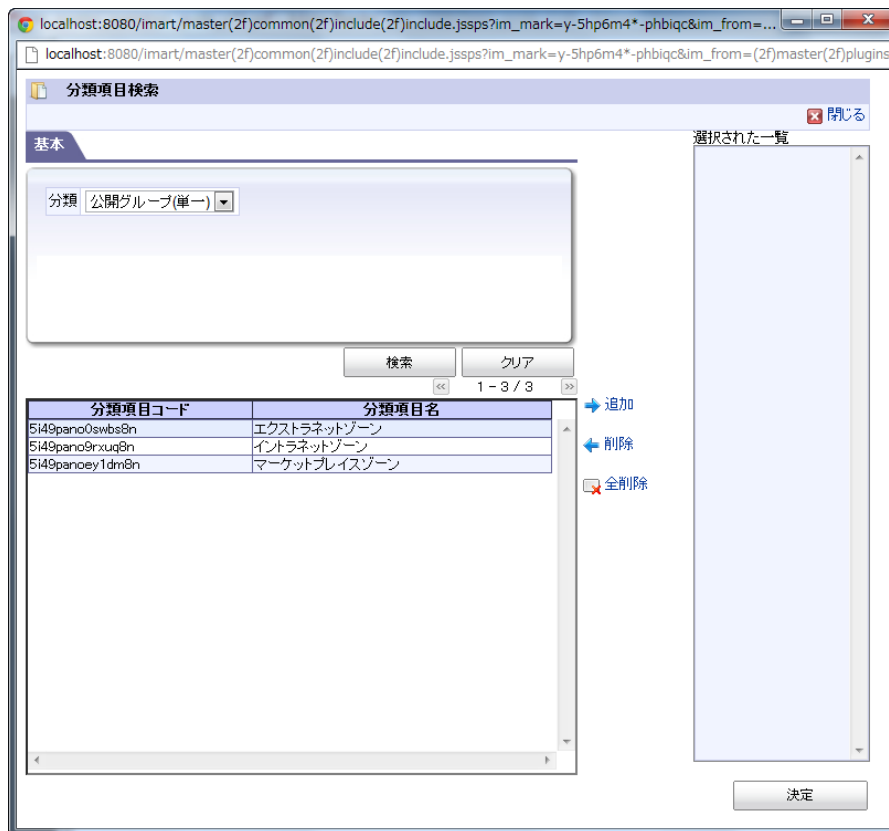 localhost:8080/imart/master(2f)common(2f)include(2f)include.jssps?im_mark=y-5hp6m4*-phbiqc&im_from=...
localhost:8080/imart/master(2f)common(2f)include(2f)include.jssps?im_mark=y-5hp6m4*-phbiqc&im_from=(2f)master(2f)plugins
分類項目検索
閉じる
基本
選択された一覧
分類 公開グループ(単一)
検索 クリア
1 - 3 / 3
分類項目コード 分類項目名
5i49pano0swbs8n エクストラネットゾーン
5i49pano9rxuq8n イントラネットゾーン
5i49panoey1dm8n マーケットプレイスゾーン
追加
削除
全削除
決定